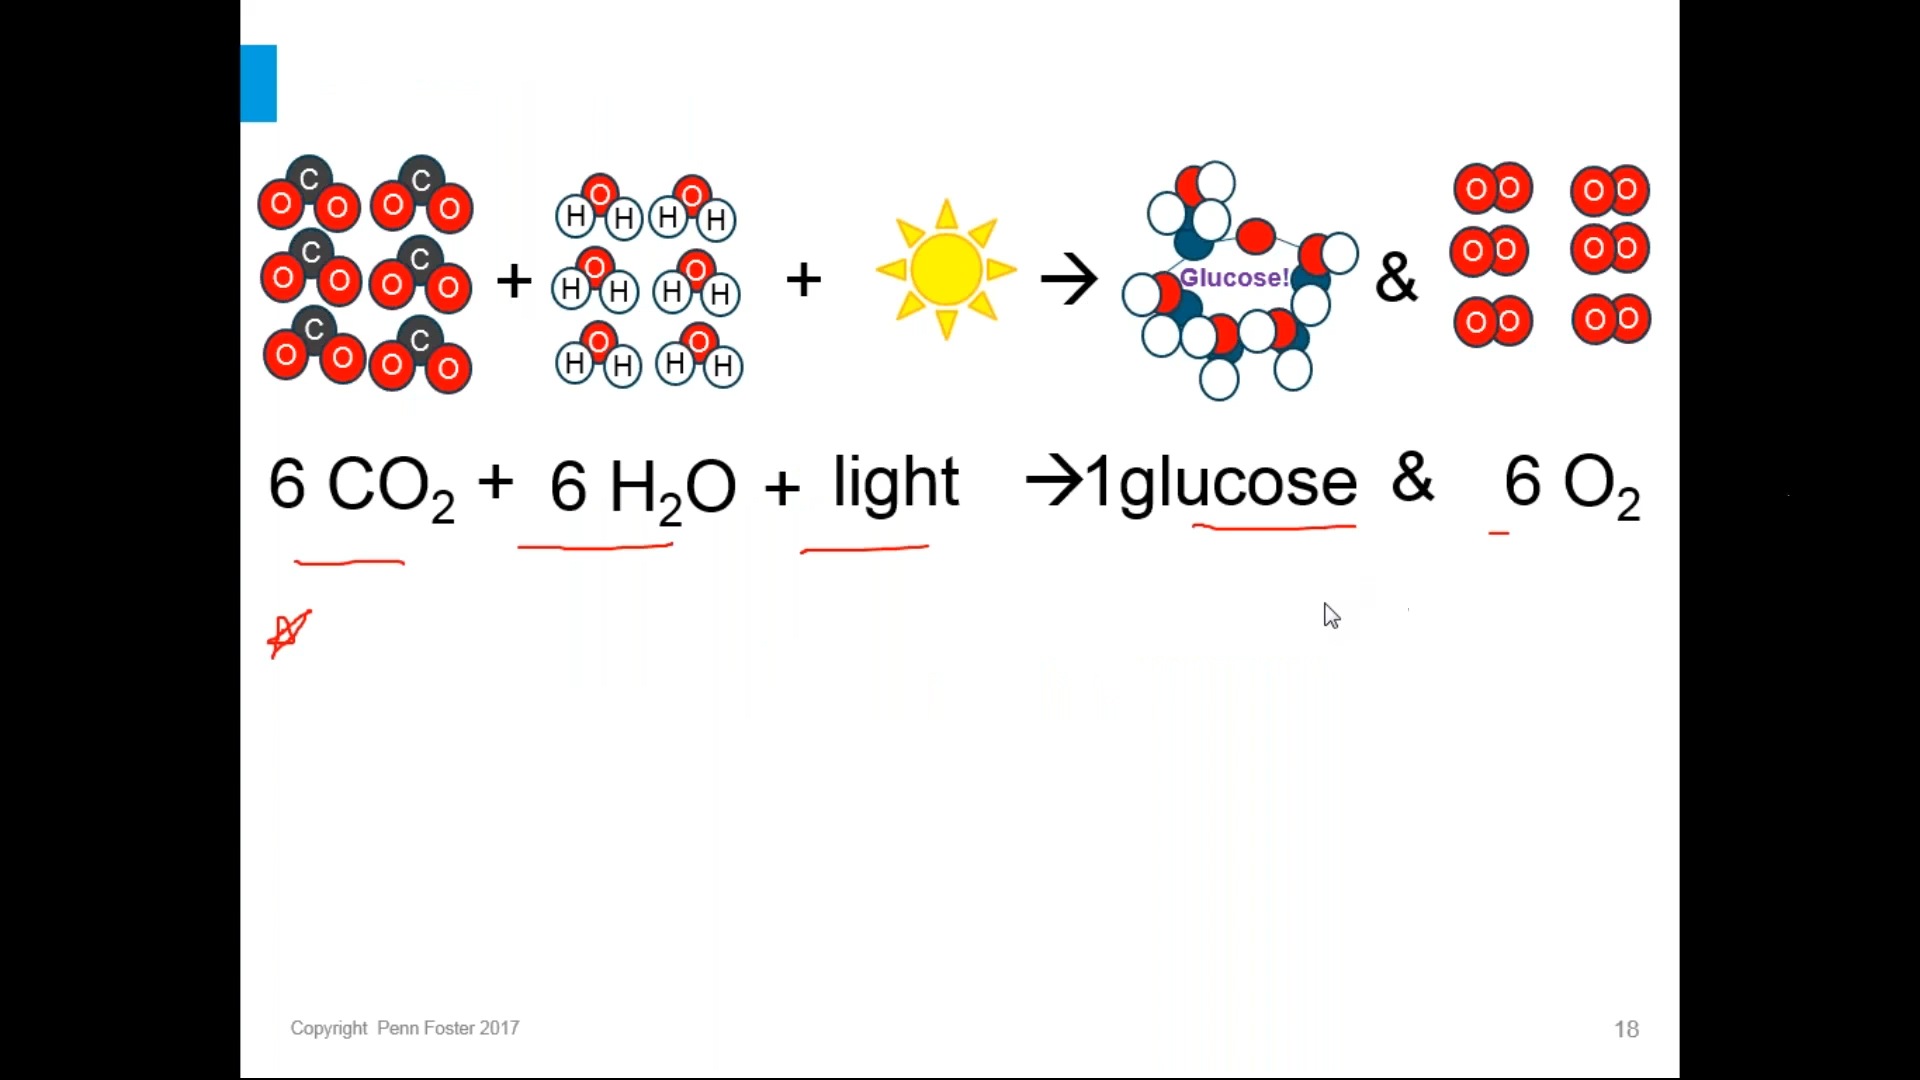 C C O O O O H H O H H O O O O O
C C O O O O H H O H H O + + → Glucose! & O O O O
C C O O O O H H O H H O O O O O
6 CO₂ + 6 H₂O + light →1glucose & 6 O₂
Copyright Penn Foster 2017 18